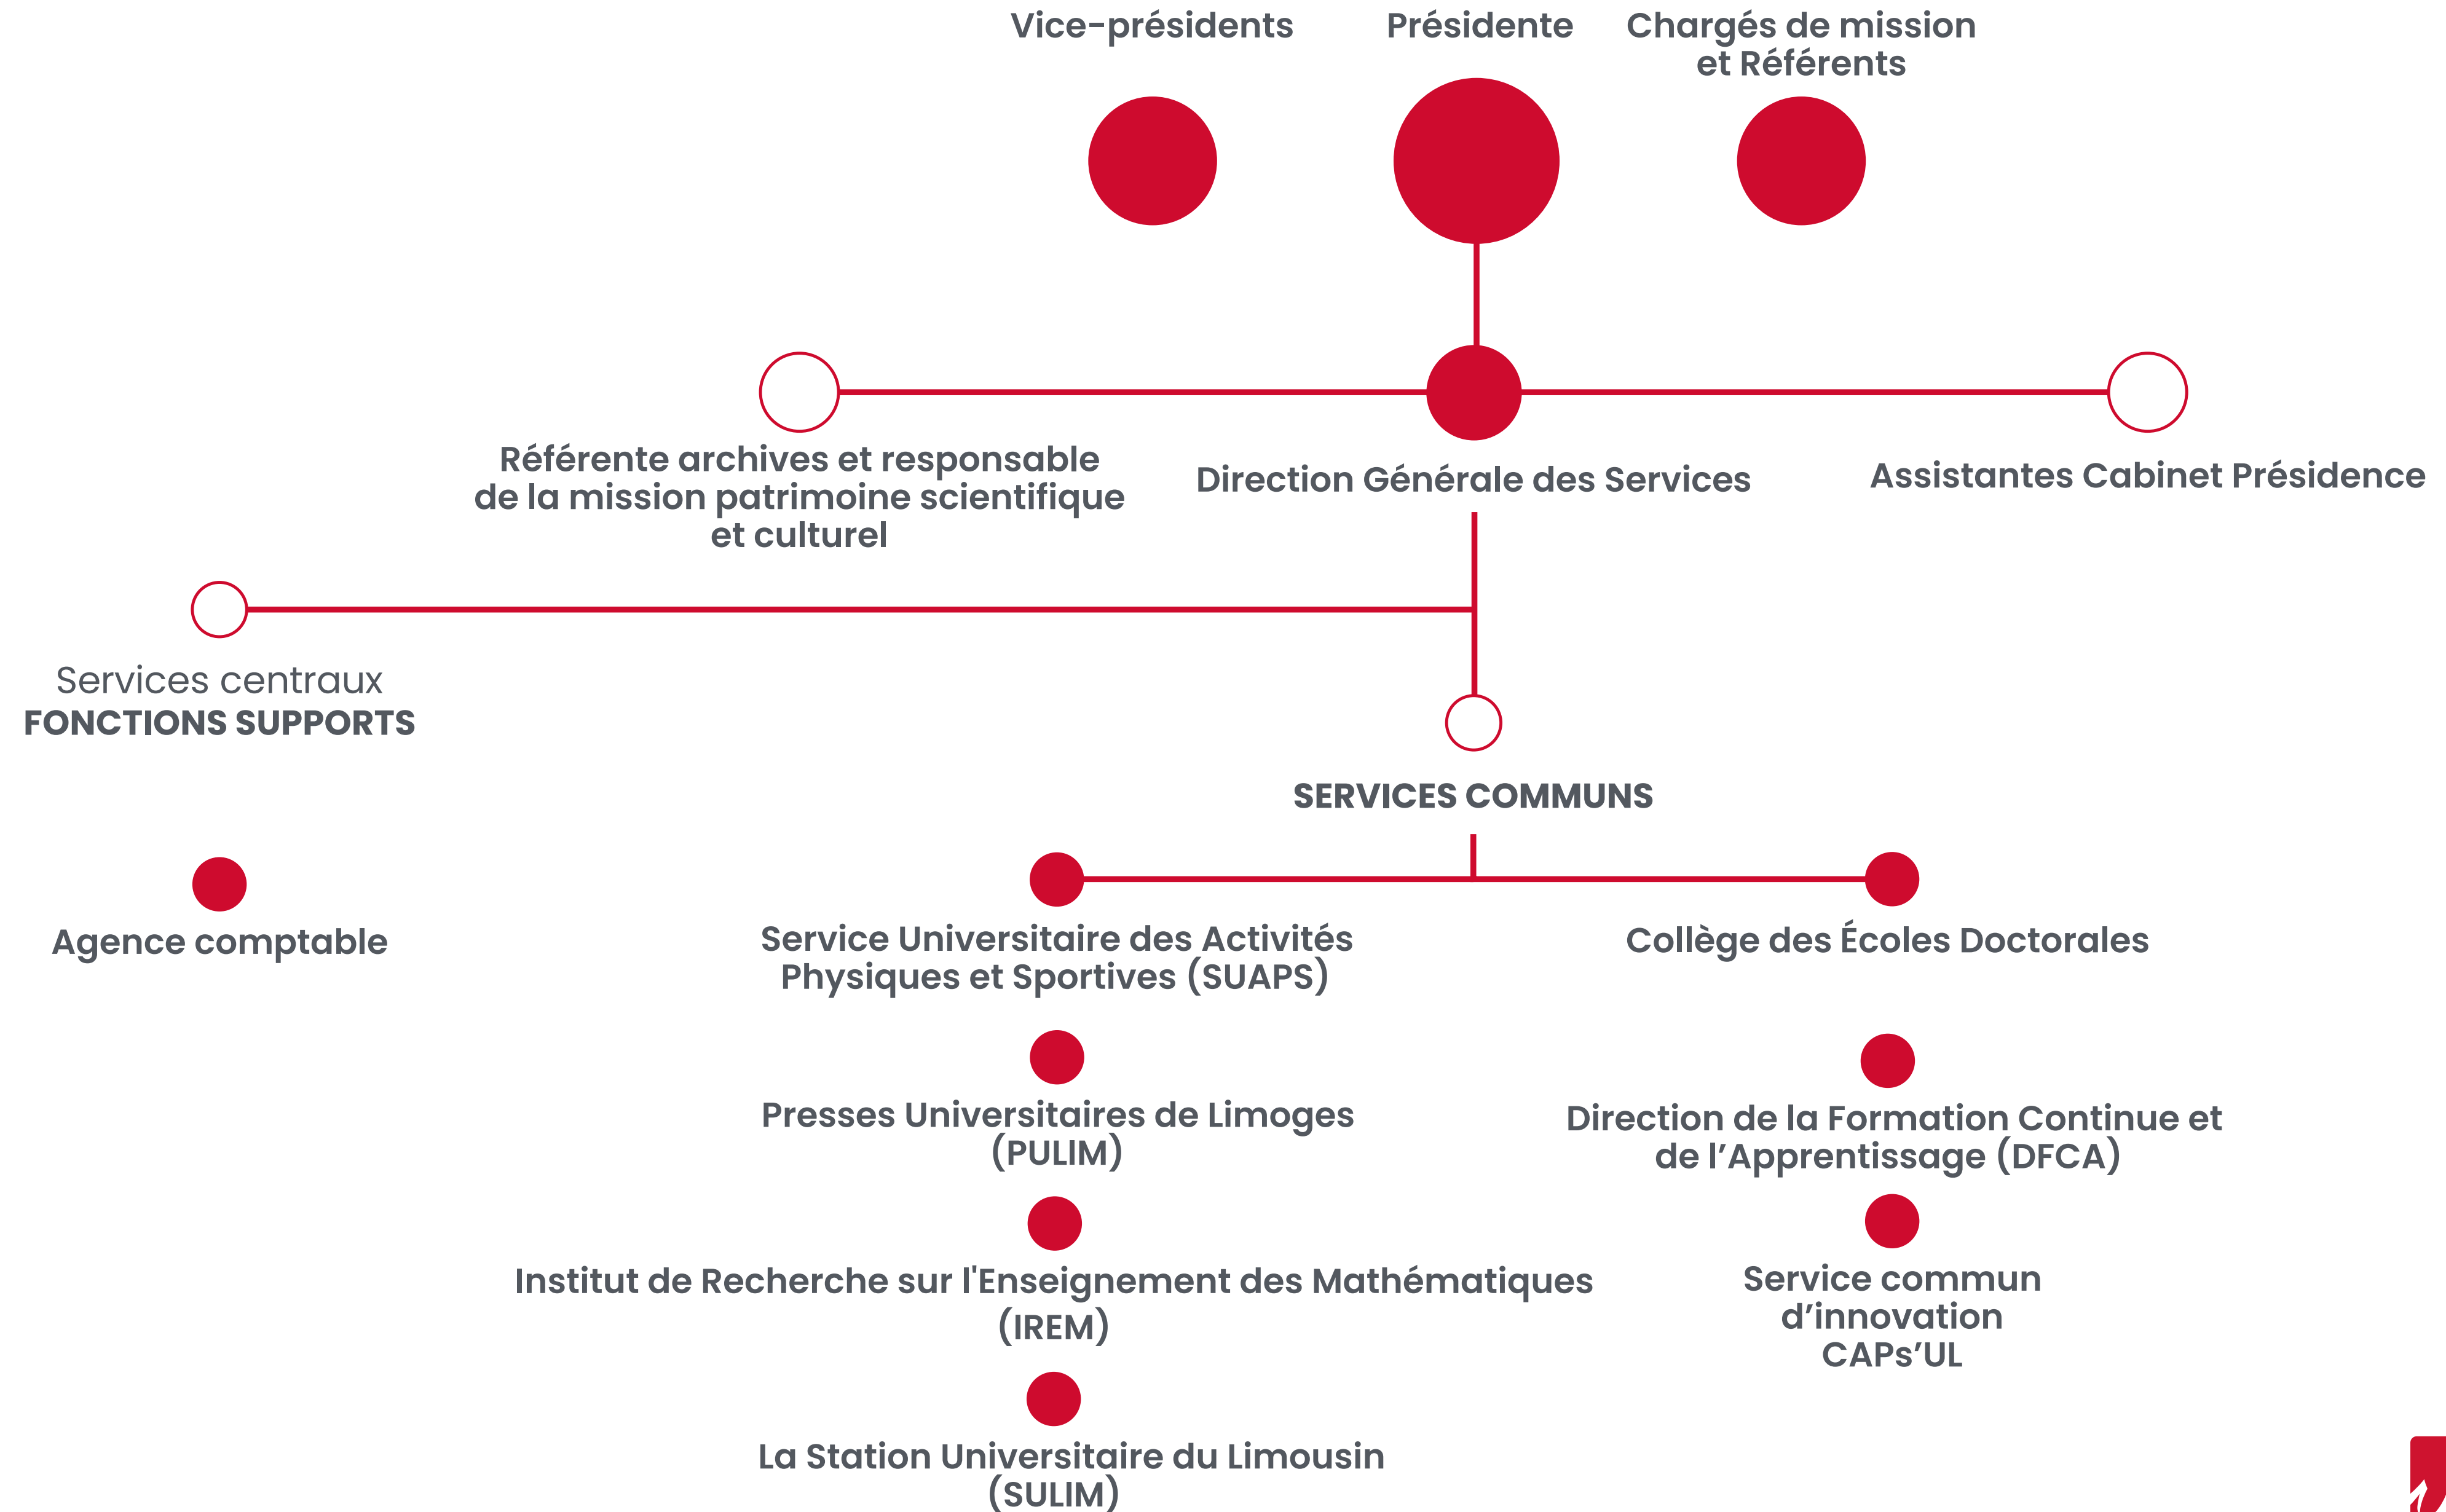 Vice-présidents
Présidente
Chargés de mission
et Référents
Référente archives et responsable
de la mission patrimoine scientifique
et culturel
Direction Générale des Services
Assistantes Cabinet Présidence
Services centraux
FONCTIONS SUPPORTS
SERVICES COMMUNS
Agence comptable
Service Universitaire des Activités
Physiques et Sportives (SUAPS)
Collège des Écoles Doctorales
Presses Universitaires de Limoges
(PULIM)
Direction de la Formation Continue et
de l’Apprentissage (DFCA)
Institut de Recherche sur l'Enseignement des Mathématiques
(IREM)
Service commun
d’innovation
CAPs’UL
La Station Universitaire du Limousin
(SULIM)